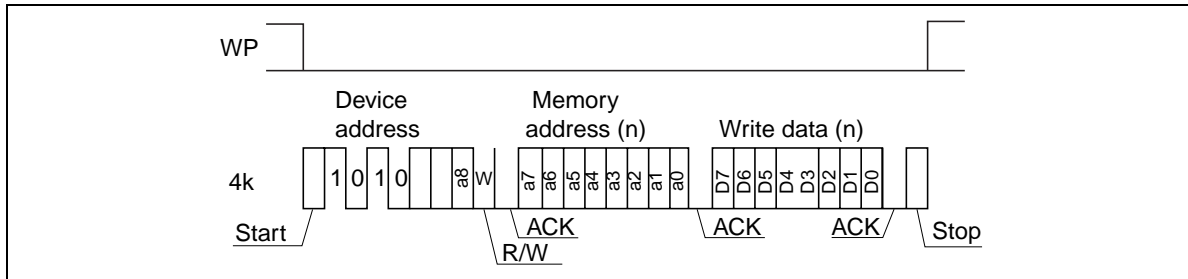 WP
Device address
Memory address (n)
Write data (n)
4k
1 0 1 0 a8 W a7 a6 a5 a4 a3 a2 a1 a0 D7 D6 D5 D4 D3 D2 D1 D0
Start
ACK
ACK
ACK
Stop
R/W